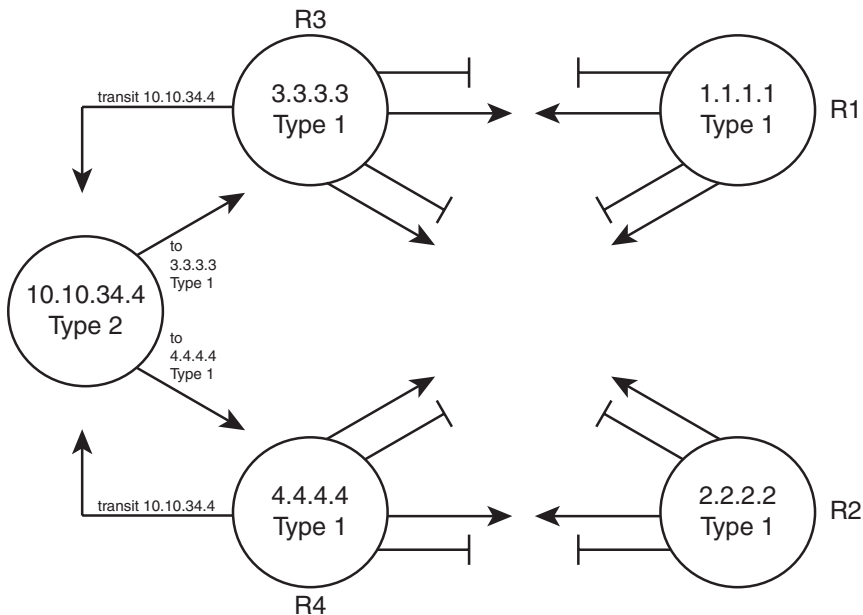 R3
transit 10.10.34.4
3.3.3.3
Type 1
1.1.1.1
Type 1
R1
to
3.3.3.3
Type 1
10.10.34.4
Type 2
to
4.4.4.4
Type 1
transit 10.10.34.4
4.4.4.4
Type 1
2.2.2.2
Type 1
R2
R4